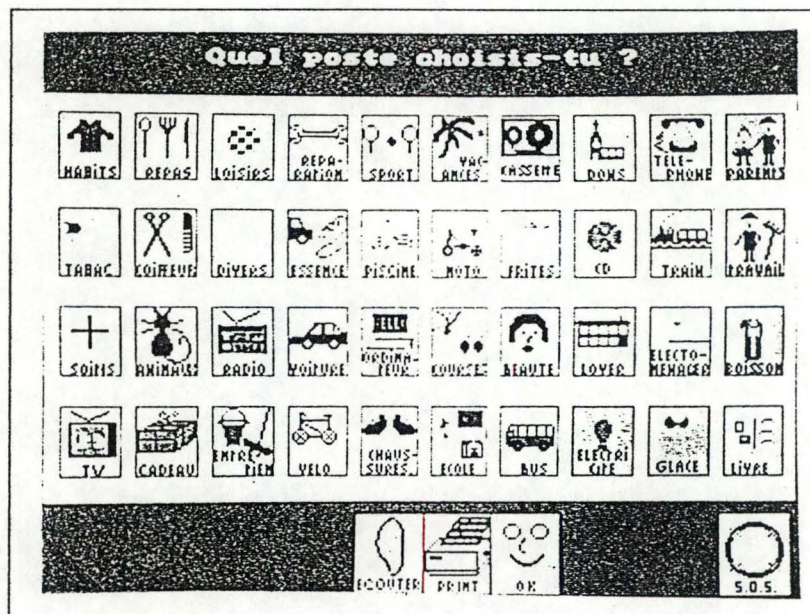 Quel poste choisis-tu ?
HABITS
REPAS
LOISIRS
REPA-
RATION
SPORT
VAC-
ANCES
DONS
TELE-
PHONE
PARENTS
TABAC
COIFFEUR
DIVERS
ESSENCE
PISCINE
MOTO
FRITES
CD
TRAIN
TRAVAIL
SOINS
ANIMAUX
RADIO
VOITURE
HELLO
ORDINA-
TEUR
COURSES
BEAUTE
LOYER
ELECTO-
MENAGER
BOISSON
TV
CADEAU
ENTRE-
TIEN
VELO
CHAUS-
SURES
ECOLE
BUS
ELECTRI
CITE
GLACE
LIVRE
ECOUTER
PRINT
OK
S.O.S.